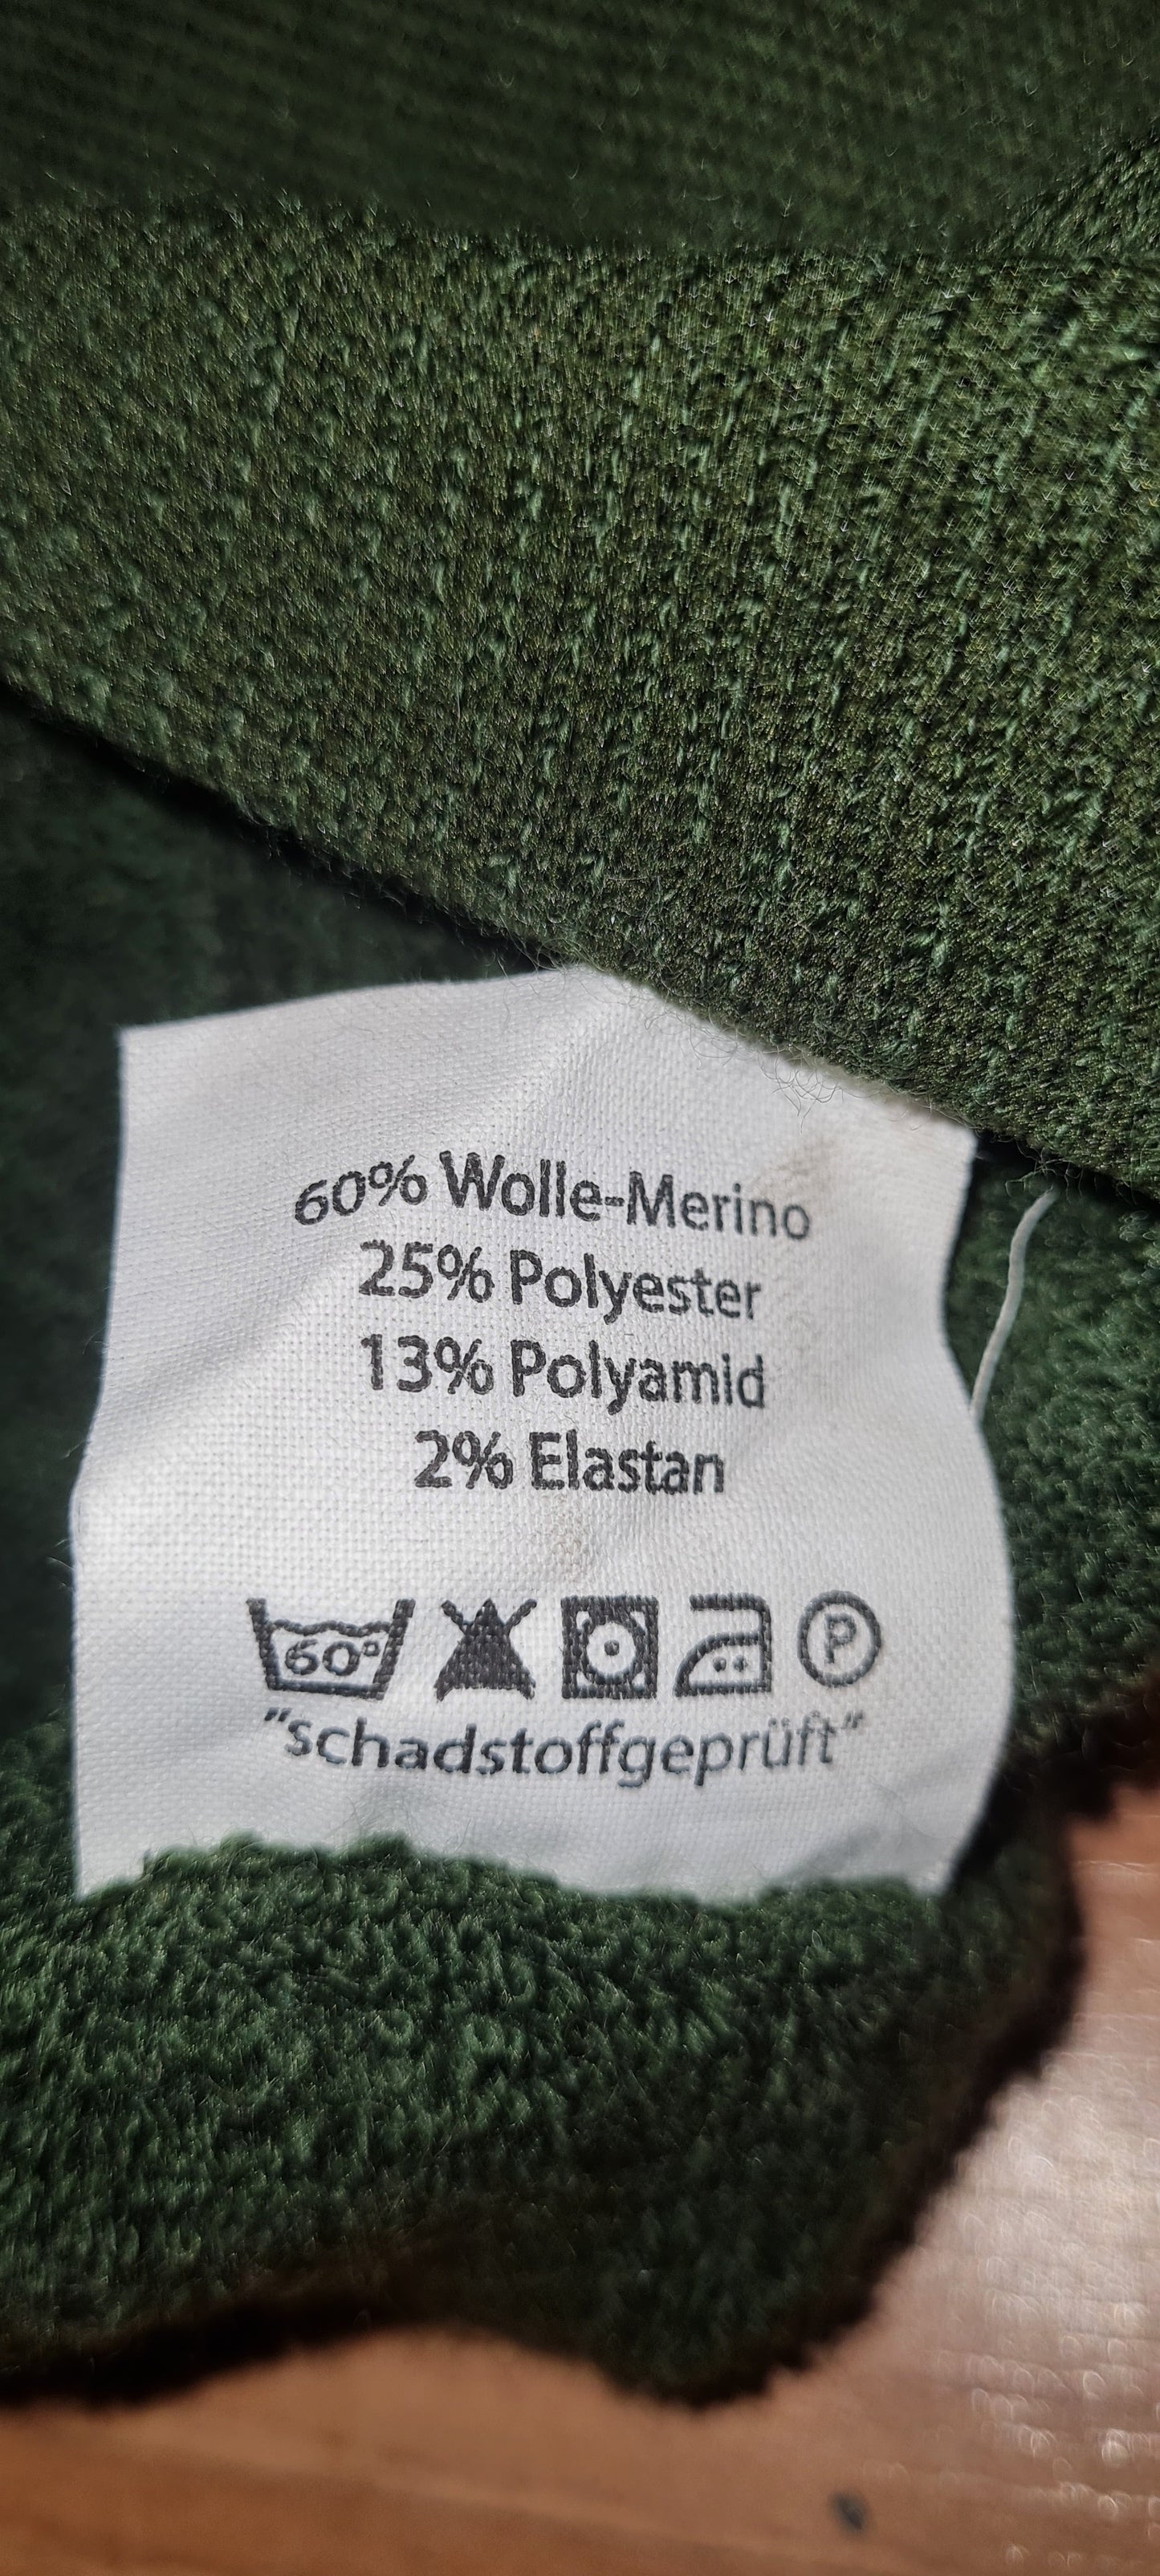 60% Wolle-Merino
25% Polyester
13% Polyamid
2% Elastan
60° P
"schadstoffgeprüft"